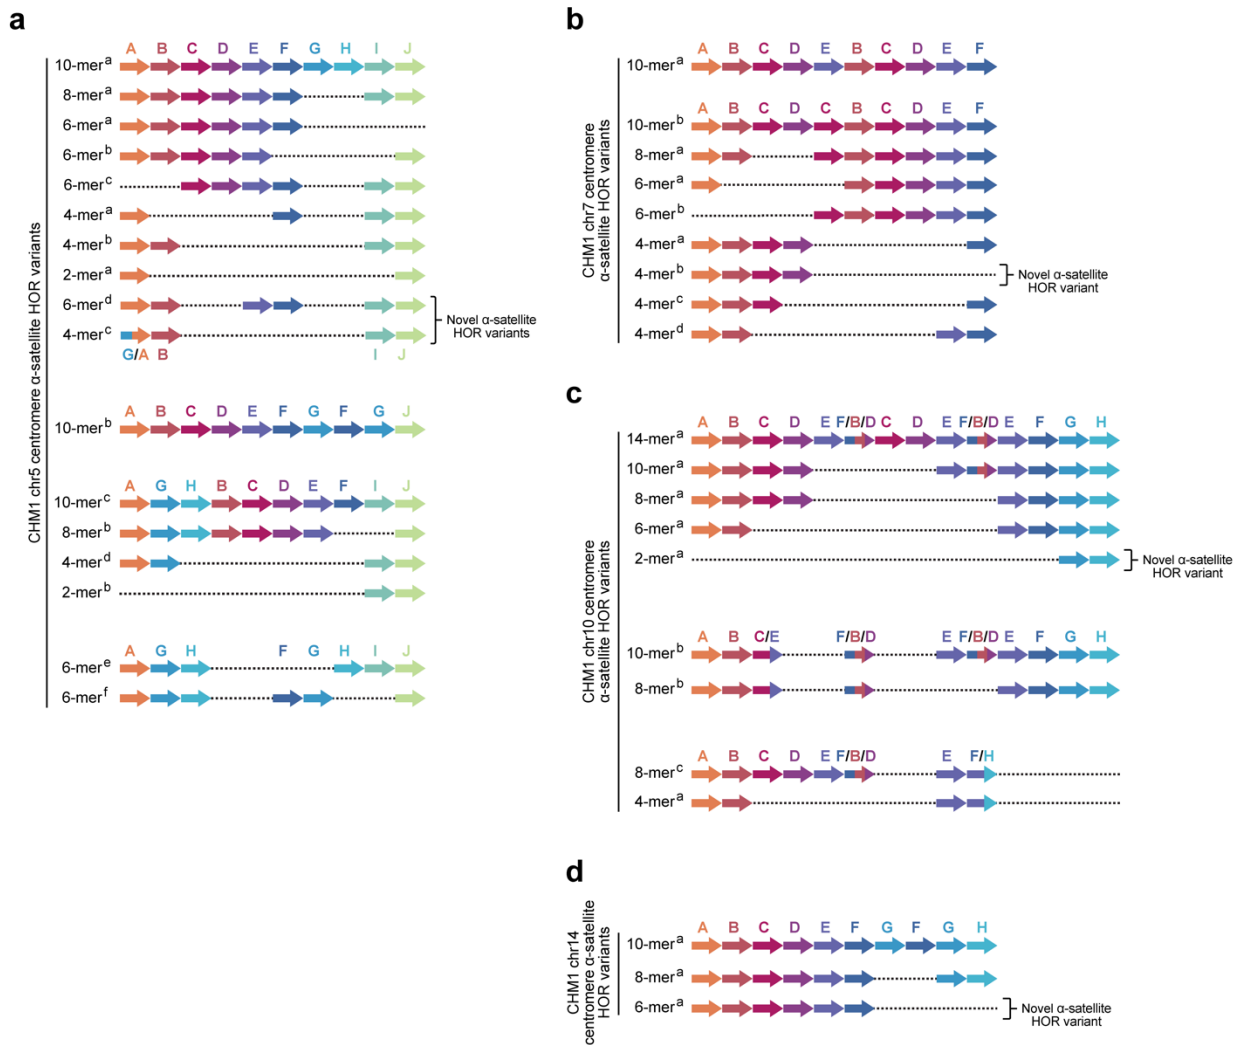 a
CHM1 chr5 centromere α-satellite HOR variants
A B C D E F G H I J
10-mer^a
8-mer^a
6-mer^a
6-mer^b
6-mer^c
4-mer^a
4-mer^b
2-mer^a
6-mer^d
4-mer^c
Novel α-satellite
HOR variants
G/A B I J
A B C D E F G F G J
10-mer^b
A G H B C D E F I J
10-mer^c
8-mer^b
4-mer^d
2-mer^b
A G H F G H I J
6-mer^e
6-mer^f
b
CHM1 chr7 centromere
α-satellite HOR variants
A B C D E B C D E F
10-mer^a
A B C D C B C D E F
10-mer^b
8-mer^a
6-mer^a
6-mer^b
4-mer^a
4-mer^b
Novel α-satellite
HOR variant
4-mer^c
4-mer^d
c
CHM1 chr10 centromere
α-satellite HOR variants
A B C D E F/B/D C D E F/B/D E F G H
14-mer^a
10-mer^a
8-mer^a
6-mer^a
2-mer^a
Novel α-satellite
HOR variant
A B C/E F/B/D E F/B/D E F G H
10-mer^b
8-mer^b
A B C D E F/B/D E F/H
8-mer^c
4-mer^a
d
CHM1 chr14
centromere α-satellite
HOR variants
A B C D E F G F G H
10-mer^a
8-mer^a
6-mer^a
Novel α-satellite
HOR variant